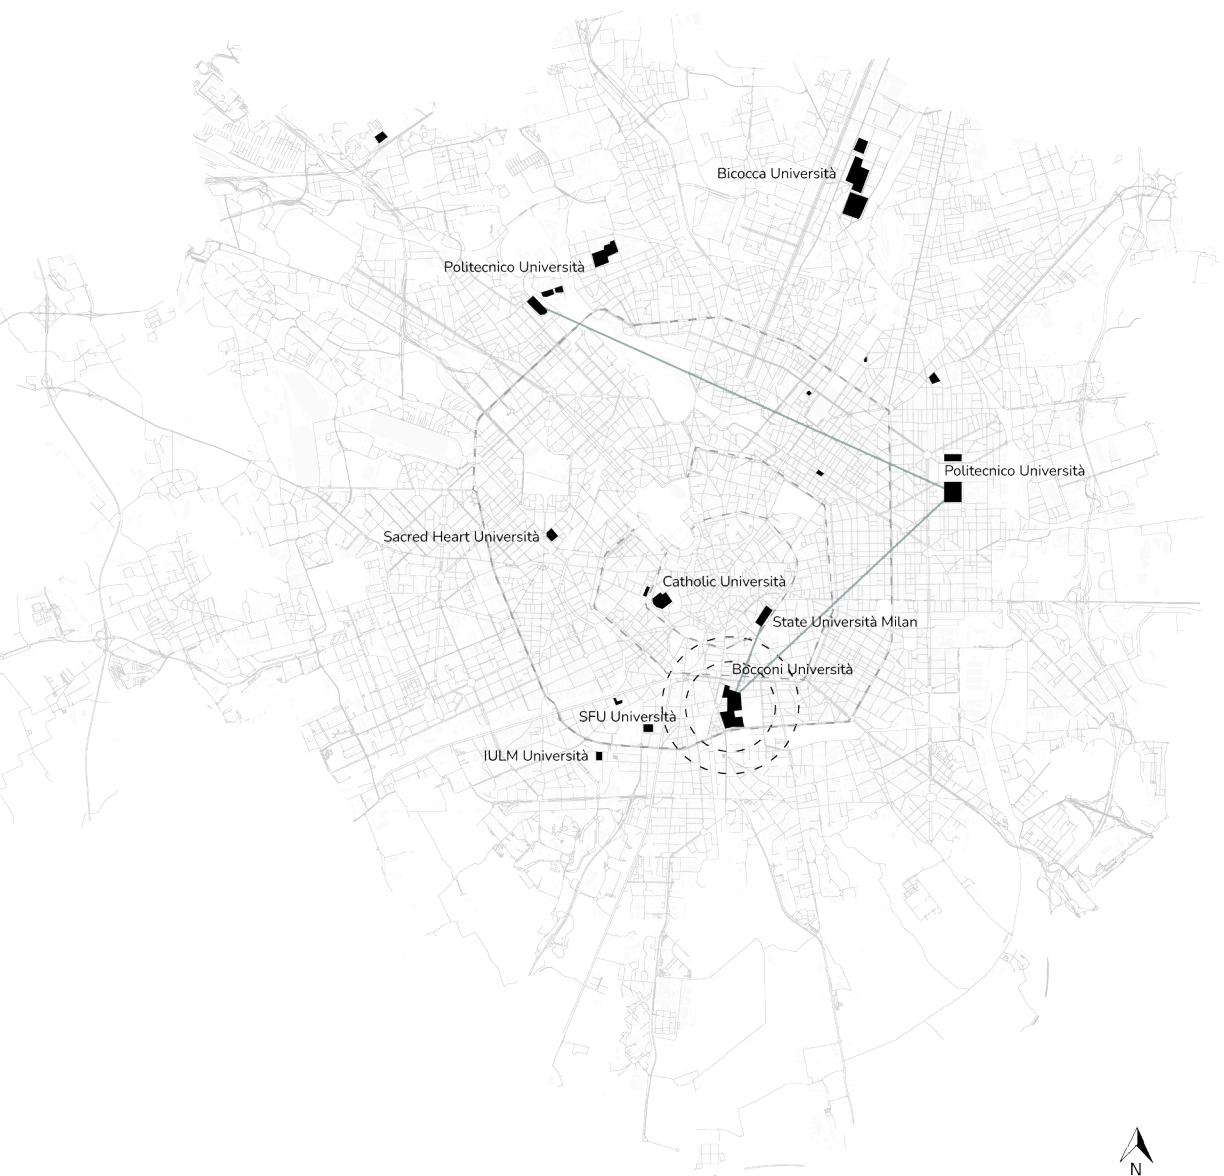 Bicocca Università
Politecnico Università
Politecnico Università
Sacred Heart Università
Catholic Università
State Università Milan
Bocconi Università
SFU Università
IULM Università
N